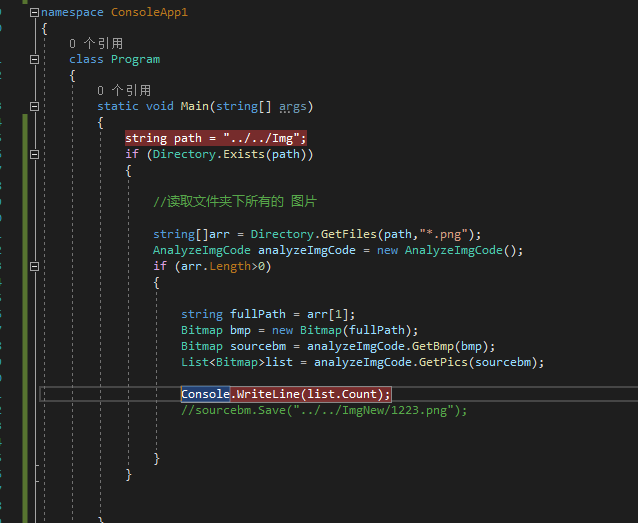 namespace ConsoleApp1
{
0 个引用
class Program
{
0 个引用
static void Main(string[] args)
{
string path = "../../Img";
if (Directory.Exists(path))
{
//读取文件夹下所有的 图片
string[]arr = Directory.GetFiles(path,"*.png");
AnalyzeImgCode analyzeImgCode = new AnalyzeImgCode();
if (arr.Length>0)
{
string fullPath = arr[1];
Bitmap bmp = new Bitmap(fullPath);
Bitmap sourcebm = analyzeImgCode.GetBmp(bmp);
List<Bitmap>list = analyzeImgCode.GetPics(sourcebm);
Console.WriteLine(list.Count);
//sourcebm.Save("../../ImgNew/1223.png");
}
}
}